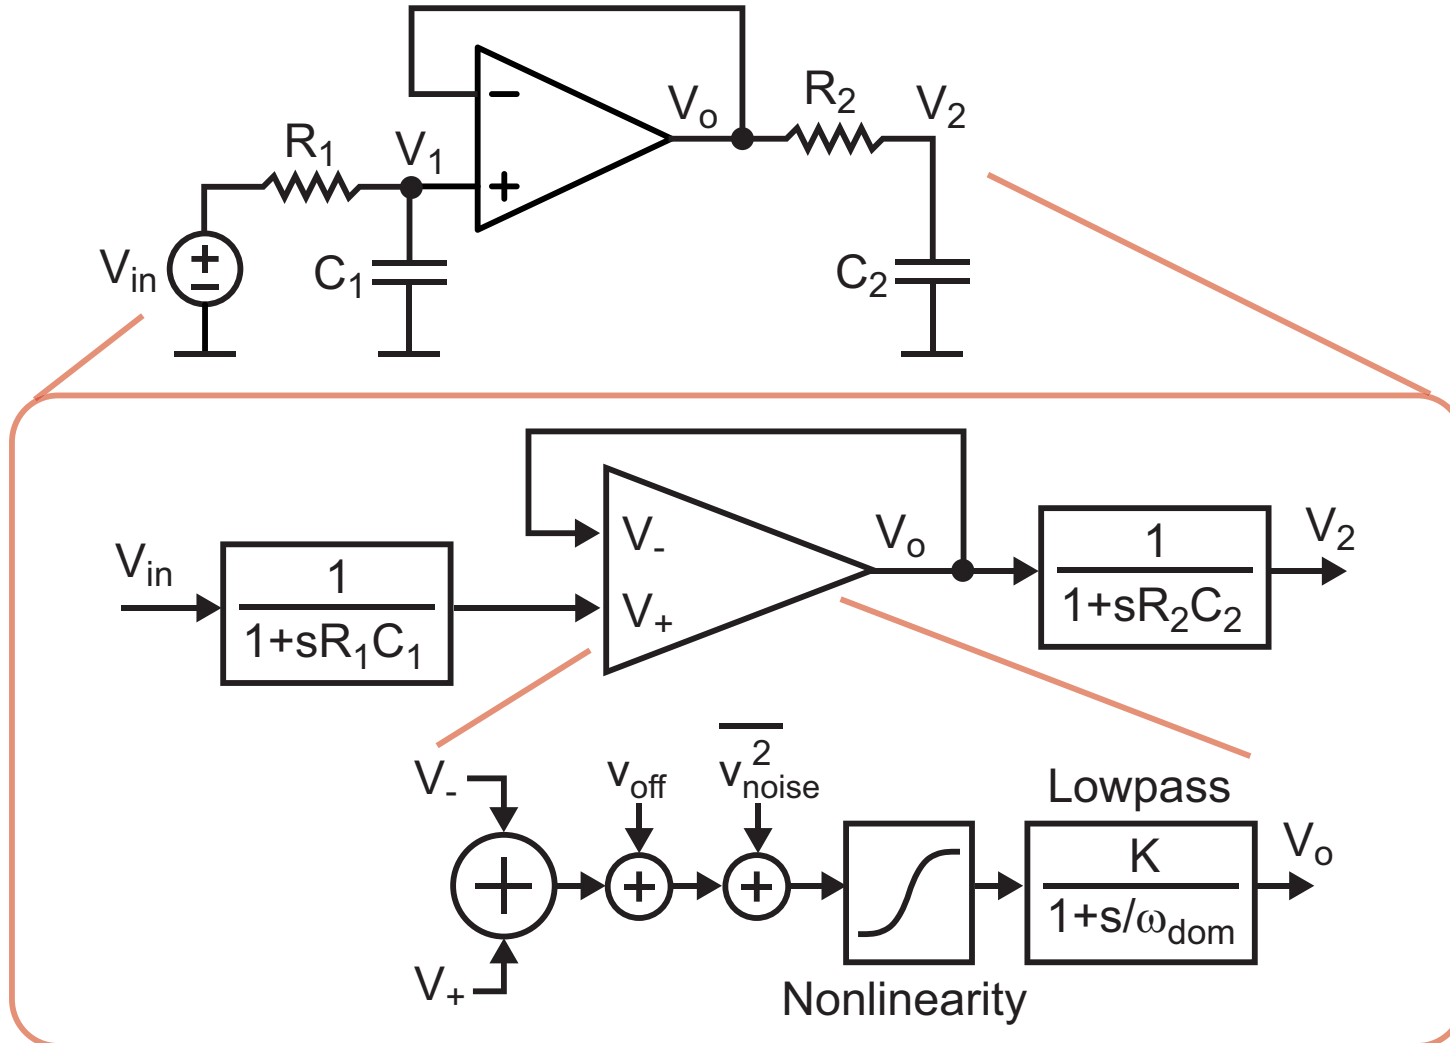 R1
V1
Vo
R2
V2
−
+
Vin
+
−
C1
C2
Vin
1
1+sR1C1
V-
V+
Vo
1
1+sR2C2
V2
V-
V+
+
voff
+
v2noise
+
Nonlinearity
Lowpass
K
1+s/ωdom
Vo